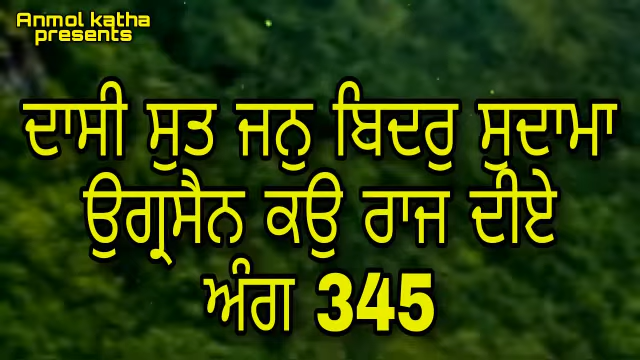 Anmol katha
presents
ਦਾਸੀ ਸੁਤ ਜਨੁ ਬਿਦਰੁ ਸੁਦਾਮਾ
ਉਗ੍ਰਸੈਨ ਕਉ ਰਾਜ ਦੀਏ
ਅੰਗ 345